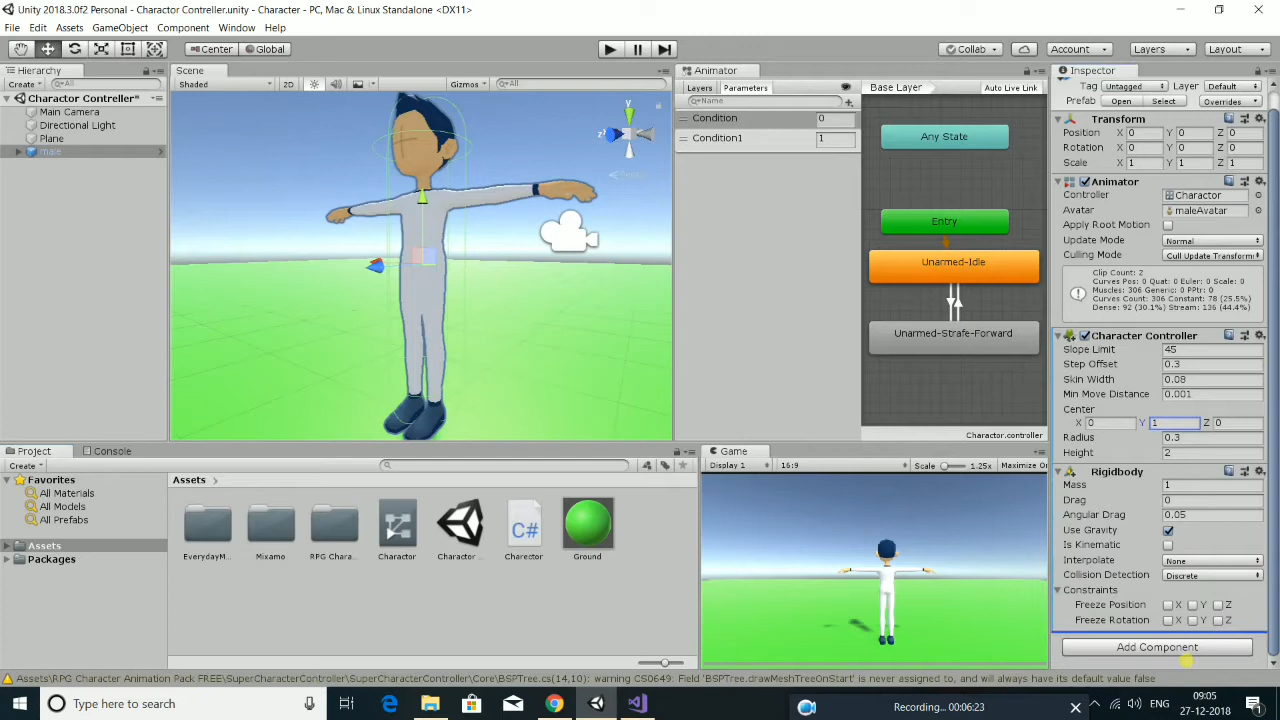 Unity 2018.3.0f2 Personal - Charactor Contreller.unity - Character - PC, Mac & Linux Standalone <DX11>
File Edit Assets GameObject Component Window Help
Center Global Collab Account Layers Layout
Hierarchy
Create All
Charactor Contreller*
Main Camera
Directional Light
Plane
male
Scene
Shaded 2D Gizmos All
y
z
Animator
Layers Parameters
Name
Condition 0
Condition1 1
Base Layer Auto Live Link
Any State
Entry
Unarmed-Idle
Unarmed-Strafe-Forward
Charactor.controller
Inspector
Tag Untagged Layer Default
Prefab Open Select Overrides
Transform
Position X 0 Y 0 Z 0
Rotation X 0 Y 0 Z 0
Scale X 1 Y 1 Z 1
Animator
Controller Charactor
Avatar maleAvatar
Apply Root Motion
Update Mode Normal
Culling Mode Cull Update Transform
Clip Count: 2
Curves Pos: 0 Quat: 0 Euler: 0 Scale: 0
Muscles: 306 Generic: 0 PPtr: 0
Curves Count: 306 Constant: 78 (25.5%)
Dense: 92 (30.1%) Stream: 136 (44.4%)
Character Controller
Slope Limit 45
Step Offset 0.3
Skin Width 0.08
Min Move Distance 0.001
Center
X 0 Y 1 Z 0
Radius 0.3
Height 2
Rigidbody
Mass 1
Drag 0
Angular Drag 0.05
Use Gravity
Is Kinematic
Interpolate None
Collision Detection Discrete
Constraints
Freeze Position X Y Z
Freeze Rotation X Y Z
Add Component
Project Console
Create
Favorites
All Materials
All Models
All Prefabs
Assets
Packages
Assets
EverydayM... Mixamo RPG Chara... Charactor Charactor ... Charector Ground
C#
Game
Display 1 16:9 Scale 1.25x Maximize On
Assets\RPG Character Animation Pack FREE\SuperCharacterController\SuperCharacterController\Core\BSPTree.cs(14,10): warning CS0649: Field 'BSPTree.drawMeshTreeOnStart' is never assigned to, and will always have its default value false
Type here to search
Recording... 00:06:23
ENG
09:05
27-12-2018